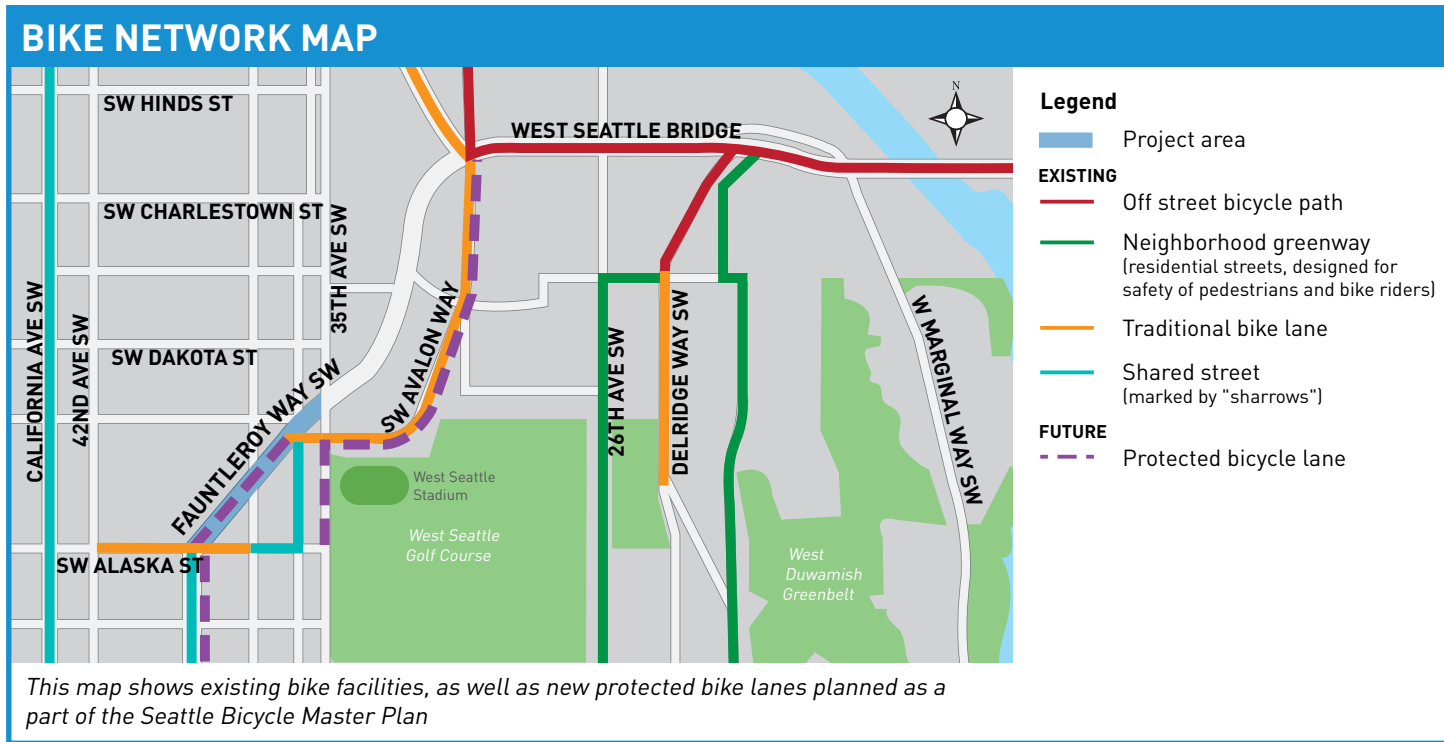 BIKE NETWORK MAP
SW HINDS ST
WEST SEATTLE BRIDGE
N
SW CHARLESTOWN ST
35TH AVE SW
CALIFORNIA AVE SW
42ND AVE SW
SW DAKOTA ST
FAUNTLEROY WAY SW
SW AVALON WAY
26TH AVE SW
DELRIDGE WAY SW
W MARGINAL WAY SW
West Seattle
Stadium
West Seattle
Golf Course
West
Duwamish
Greenbelt
SW ALASKA ST
Legend
Project area
EXISTING
Off street bicycle path
Neighborhood greenway
(residential streets, designed for
safety of pedestrians and bike riders)
Traditional bike lane
Shared street
(marked by "sharrows")
FUTURE
Protected bicycle lane
This map shows existing bike facilities, as well as new protected bike lanes planned as a
part of the Seattle Bicycle Master Plan